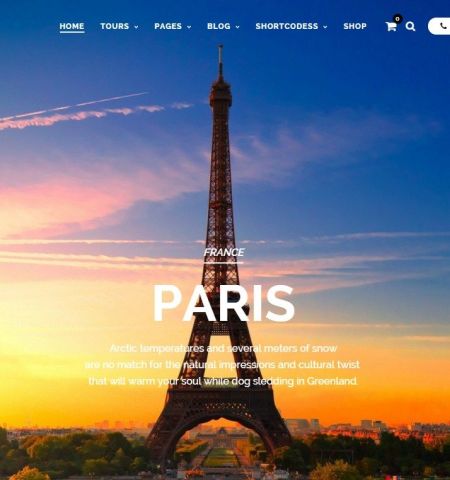 HOME TOURS PAGES BLOG SHORTCODESS SHOP 0
FRANCE
PARIS
Arctic temperatures and several meters of snow
are no match for the natural impressions and cultural twist
that will warm your soul while dog sledding in Greenland.